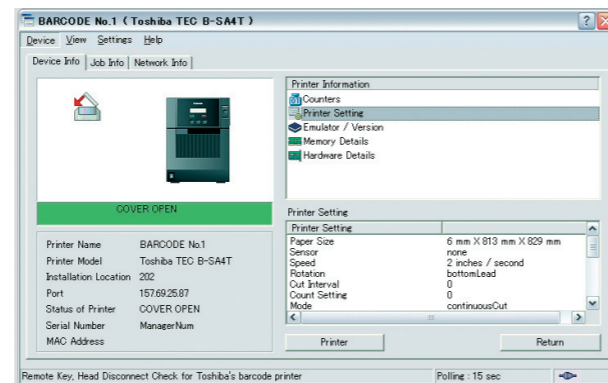 BARCODE No.1 ( Toshiba TEC B-SA4T )
Device View Settings Help
Device Info Job Info Network Info
COVER OPEN
Printer Name BARCODE No.1
Printer Model Toshiba TEC B-SA4T
Installation Location 202
Port 157.69.25.87
Status of Printer COVER OPEN
Serial Number ManagerNum
MAC Address
Printer Information
Counters
Printer Setting
Emulator / Version
Memory Details
Hardware Details
Printer Setting
Printer Setting
Paper Size 6 mm X 813 mm X 829 mm
Sensor none
Speed 2 inches / second
Rotation bottomLead
Cut Interval 0
Count Setting 0
Mode continuousCut
Printer Return
Remote Key, Head Disconnect Check for Toshiba's barcode printer Polling : 15 sec